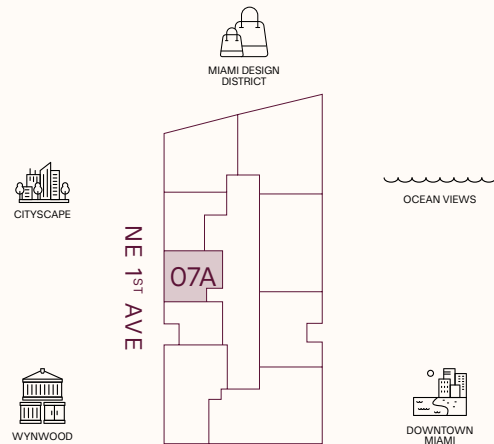 MIAMI DESIGN
DISTRICT
CITYSCAPE
OCEAN VIEWS
NE 1ST AVE
07A
WYNWOOD
DOWNTOWN
MIAMI